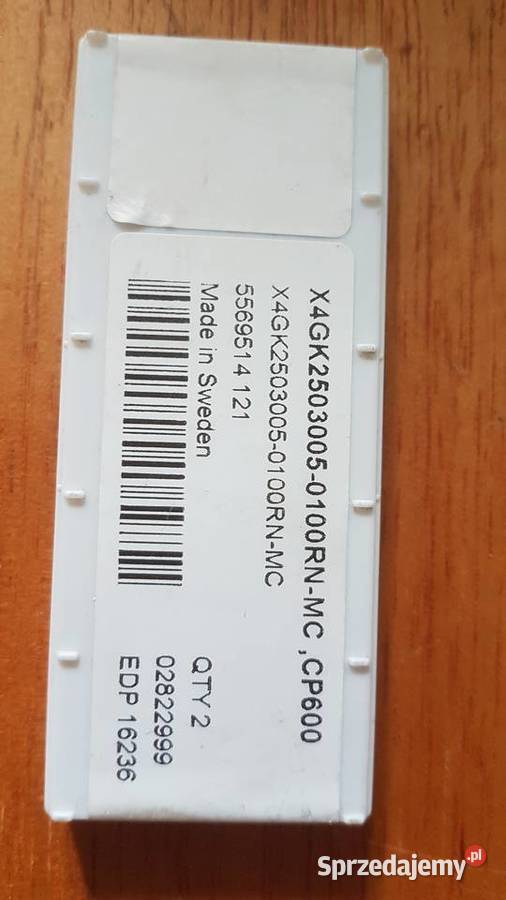 X4GK2503005-0100RN-MC ,CP600
X4GK2503005-0100RN-MC
5569514 121
Made in Sweden
QTY 2
02822999
EDP 16236
Sprzedajemy.pl